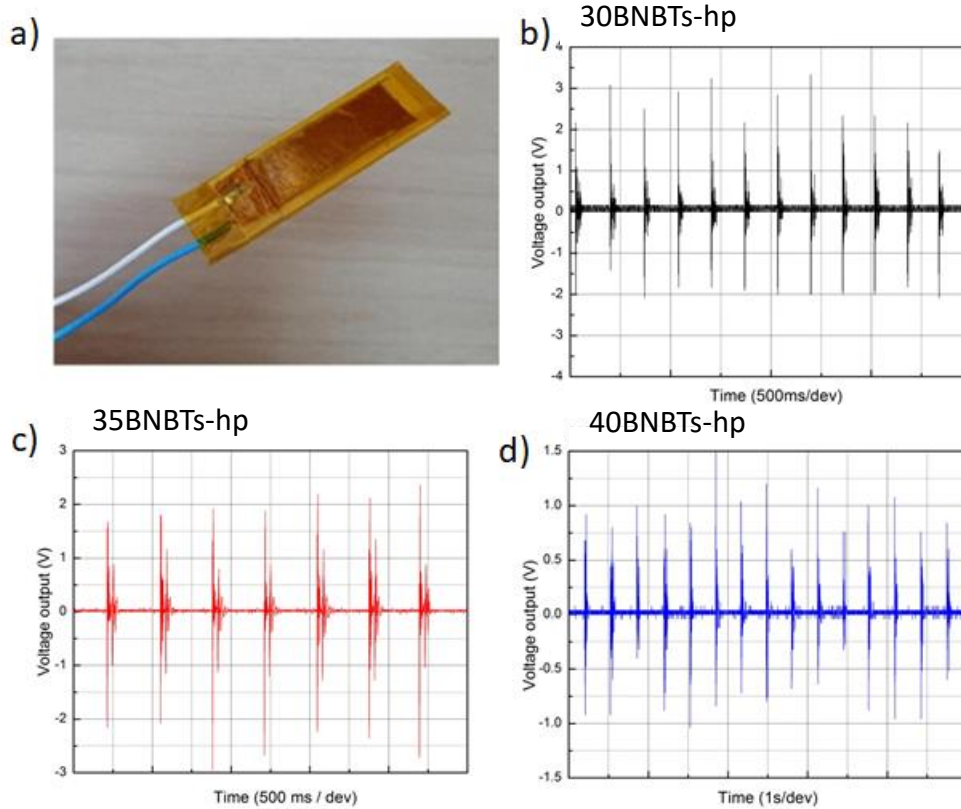 a)
b)
30BNBTs-hp
4
3
2
1
0
-1
-2
-3
-4
Voltage output (V)
Time (500ms/dev)
c)
35BNBTs-hp
3
2
1
0
-1
-2
-3
Voltage output (V)
Time (500 ms / dev)
d)
40BNBTs-hp
1.5
1.0
0.5
0.0
-0.5
-1.0
-1.5
Voltage output (V)
Time (1s/dev)